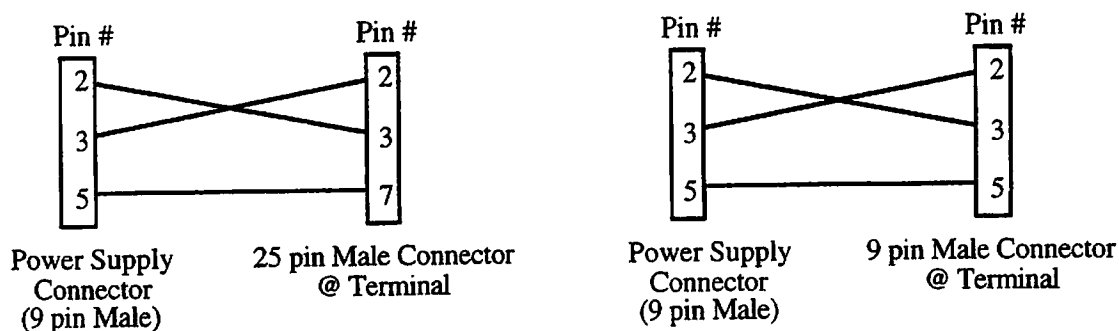 Pin #
Pin #
2
2
3
3
5
7
Power Supply
Connector
(9 pin Male)
25 pin Male Connector
@ Terminal
Pin #
Pin #
2
2
3
3
5
5
Power Supply
Connector
(9 pin Male)
9 pin Male Connector
@ Terminal